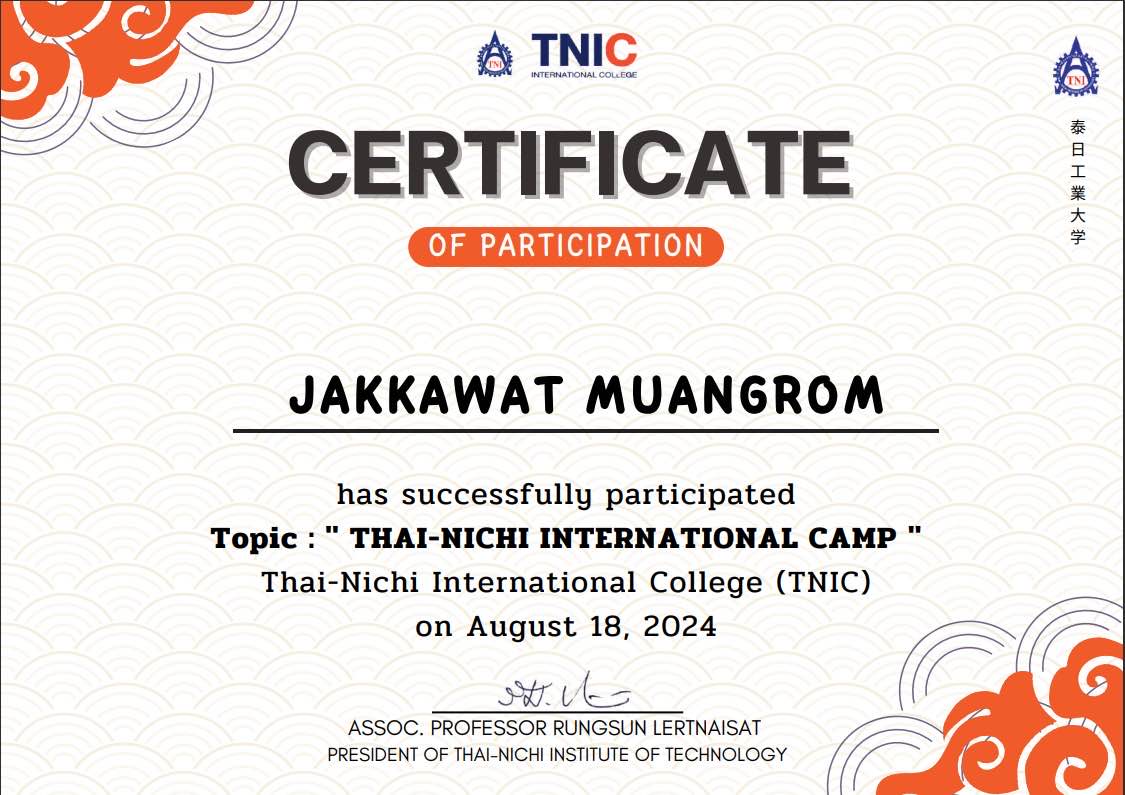 TNI
TNIC
INTERNATIONAL COLLEGE
TNI
泰日工業大学
CERTIFICATE
OF PARTICIPATION
JAKKAWAT MUANGROM
has successfully participated
Topic : " THAI-NICHI INTERNATIONAL CAMP "
Thai-Nichi International College (TNIC)
on August 18, 2024
ASSOC. PROFESSOR RUNGSUN LERTNAISAT
PRESIDENT OF THAI-NICHI INSTITUTE OF TECHNOLOGY